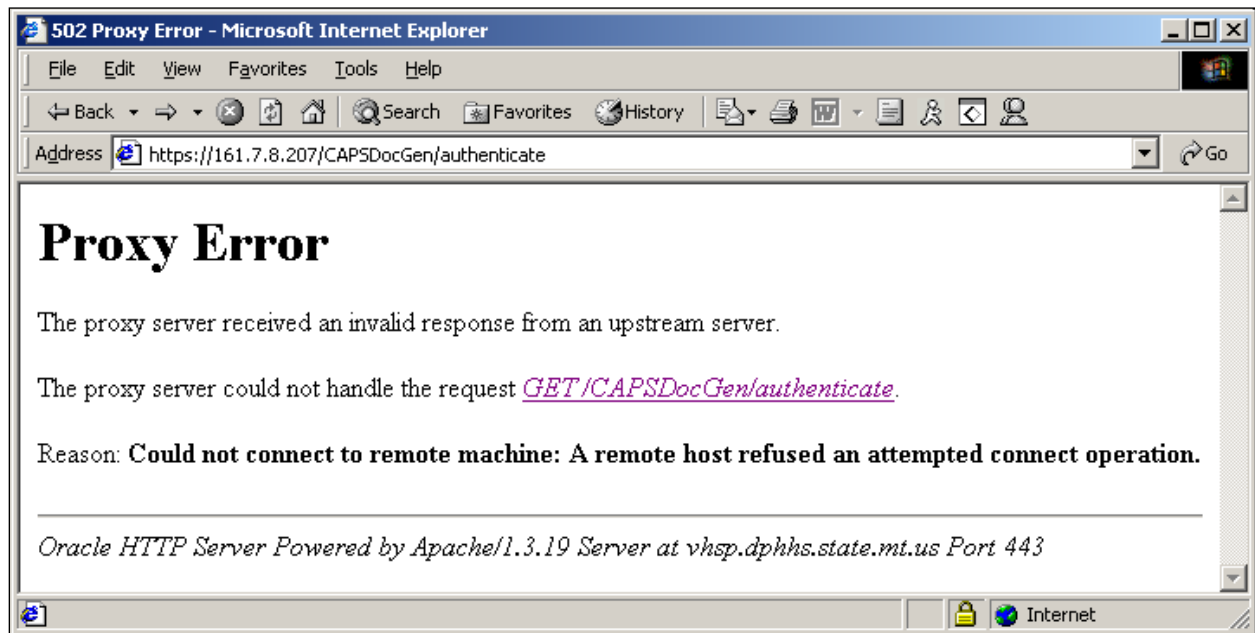 502 Proxy Error - Microsoft Internet Explorer
File Edit View Favorites Tools Help
Back Search Favorites History
Address https://161.7.8.207/CAPSDocGen/authenticate Go
Proxy Error
The proxy server received an invalid response from an upstream server.
The proxy server could not handle the request GET /CAPSDocGen/authenticate.
Reason: Could not connect to remote machine: A remote host refused an attempted connect operation.
Oracle HTTP Server Powered by Apache/1.3.19 Server at vhsp.dphhs.state.mt.us Port 443
Internet